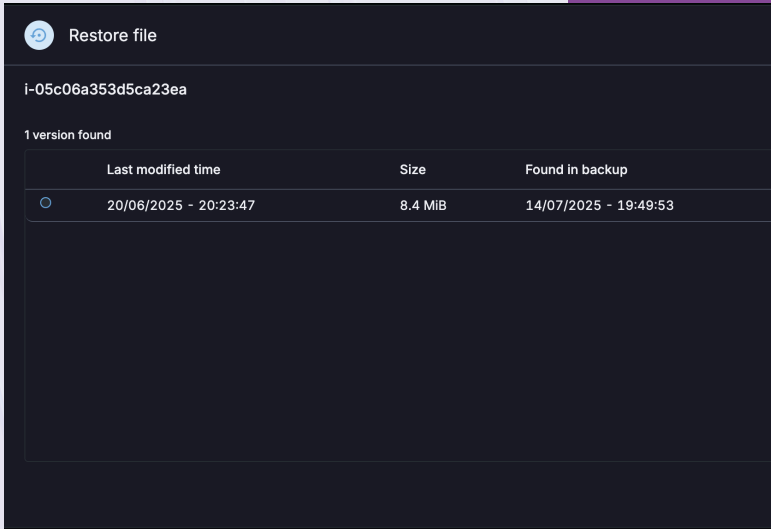 Restore file
i-05c06a353d5ca23ea
1 version found
Last modified time Size Found in backup
20/06/2025 - 20:23:47 8.4 MiB 14/07/2025 - 19:49:53